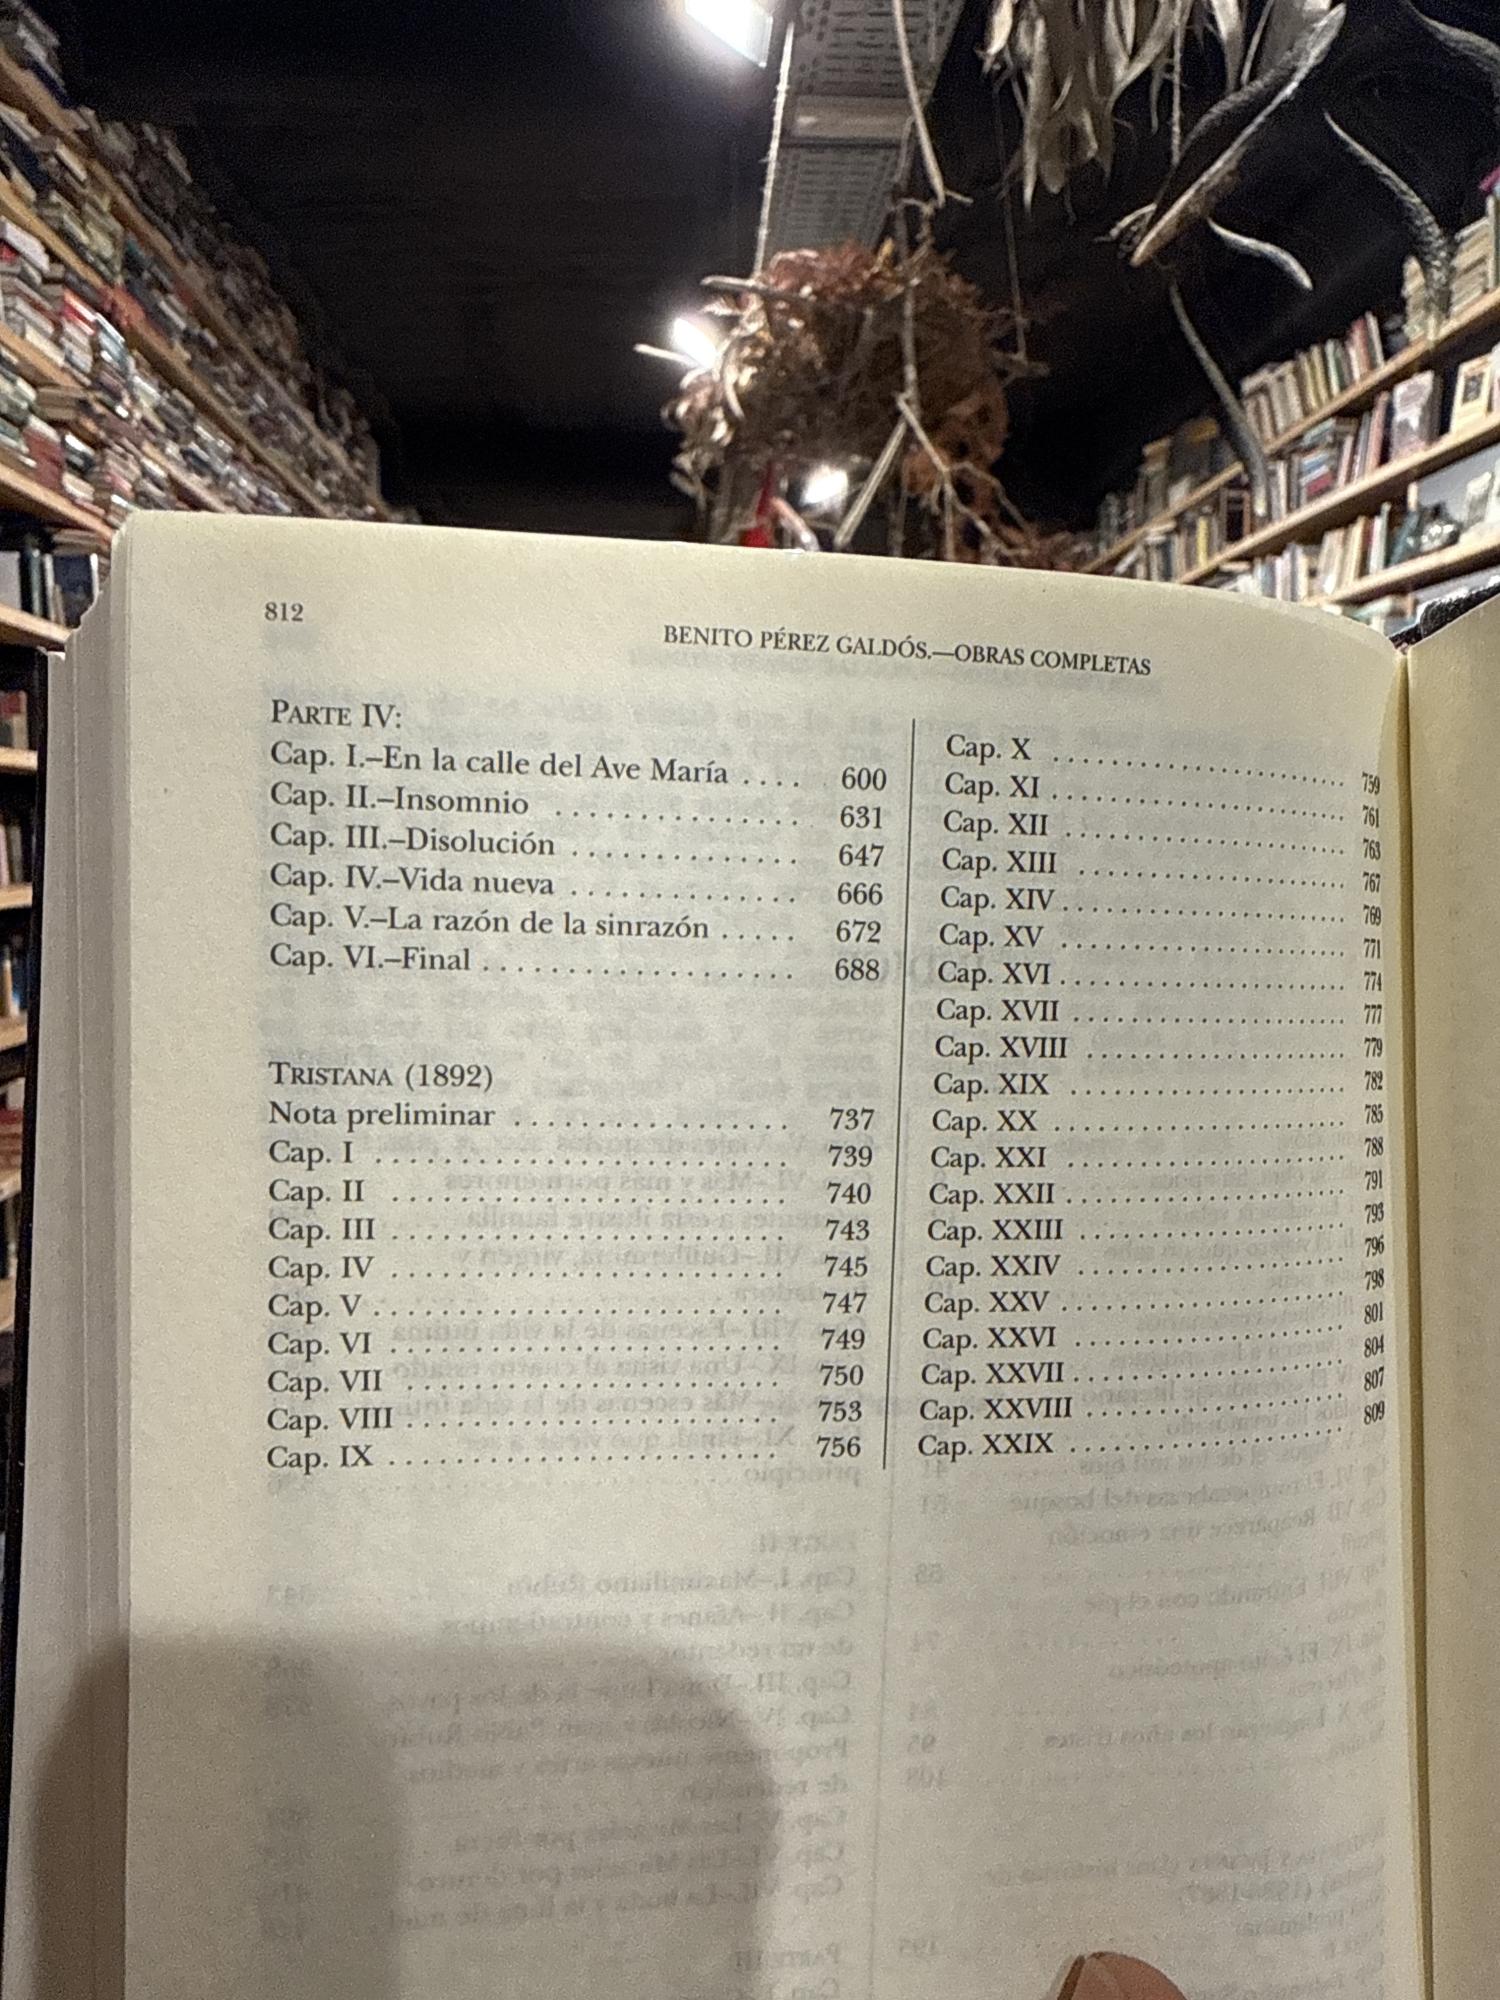 812
BENITO PÉREZ GALDÓS.—OBRAS COMPLETAS
PARTE IV:
Cap. I.–En la calle del Ave María .... 600
Cap. II.–Insomnio ................ 631
Cap. III.–Disolución .............. 647
Cap. IV.–Vida nueva .............. 666
Cap. V.–La razón de la sinrazón ..... 672
Cap. VI.–Final ................... 688
TRISTANA (1892)
Nota preliminar ................. 737
Cap. I .......................... 739
Cap. II ......................... 740
Cap. III ........................ 743
Cap. IV ........................ 745
Cap. V ......................... 747
Cap. VI ........................ 749
Cap. VII ....................... 750
Cap. VIII ...................... 753
Cap. IX ........................ 756
Cap. X ......................... 759
Cap. XI ........................ 761
Cap. XII ....................... 763
Cap. XIII ...................... 767
Cap. XIV ....................... 769
Cap. XV ........................ 771
Cap. XVI ....................... 774
Cap. XVII ...................... 777
Cap. XVIII ..................... 779
Cap. XIX ....................... 782
Cap. XX ........................ 785
Cap. XXI ....................... 788
Cap. XXII ...................... 791
Cap. XXIII ..................... 793
Cap. XXIV ...................... 796
Cap. XXV ....................... 798
Cap. XXVI ...................... 801
Cap. XXVII ..................... 804
Cap. XXVIII .................... 807
Cap. XXIX ...................... 809